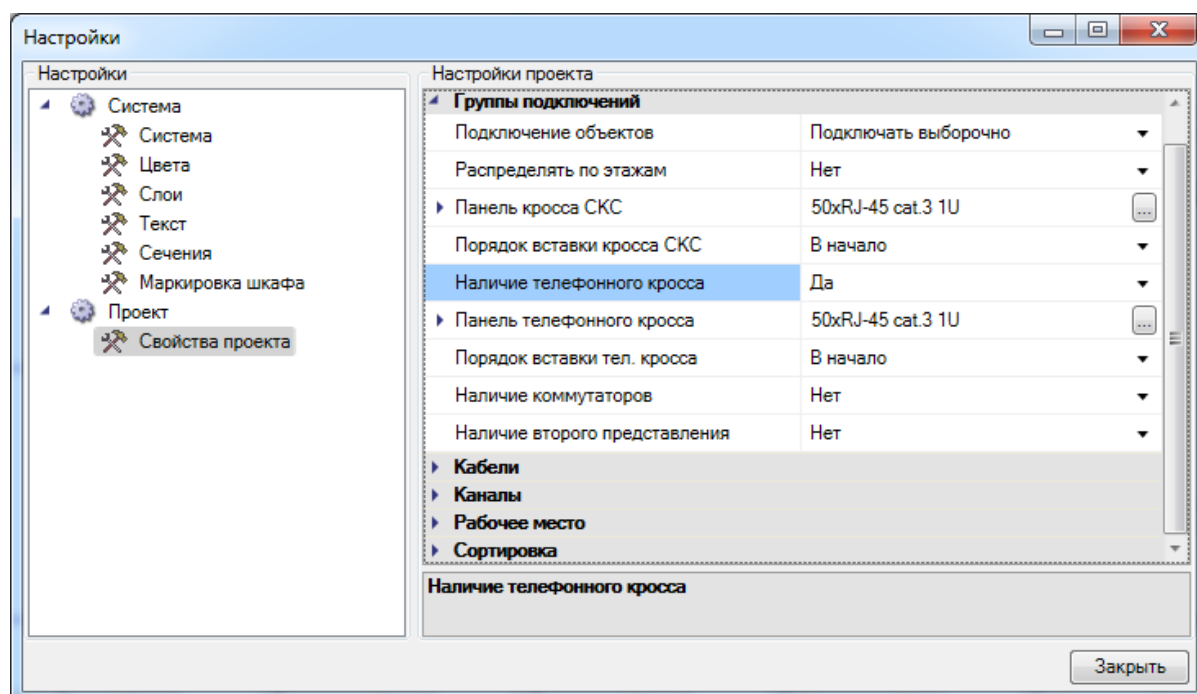 Настройки
Настройки
Система
Система
Цвета
Слои
Текст
Сечения
Маркировка шкафа
Проект
Свойства проекта
Настройки проекта
Группы подключений
Подключение объектов Подключать выборочно
Распределять по этажам Нет
Панель кросса СКС 50xRJ-45 cat.3 1U ...
Порядок вставки кросса СКС В начало
Наличие телефонного кросса Да
Панель телефонного кросса 50xRJ-45 cat.3 1U ...
Порядок вставки тел. кросса В начало
Наличие коммутаторов Нет
Наличие второго представления Нет
Кабели
Каналы
Рабочее место
Сортировка
Наличие телефонного кросса
Закрыть